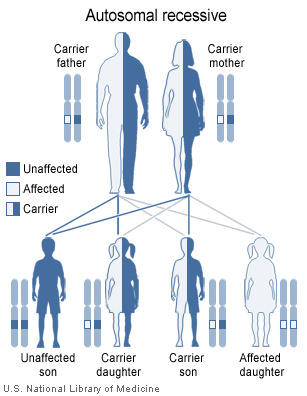 Autosomal recessive
Carrier
father
Carrier
mother
Unaffected
Affected
Carrier
Unaffected
son
Carrier
daughter
Carrier
son
Affected
daughter
U.S. National Library of Medicine